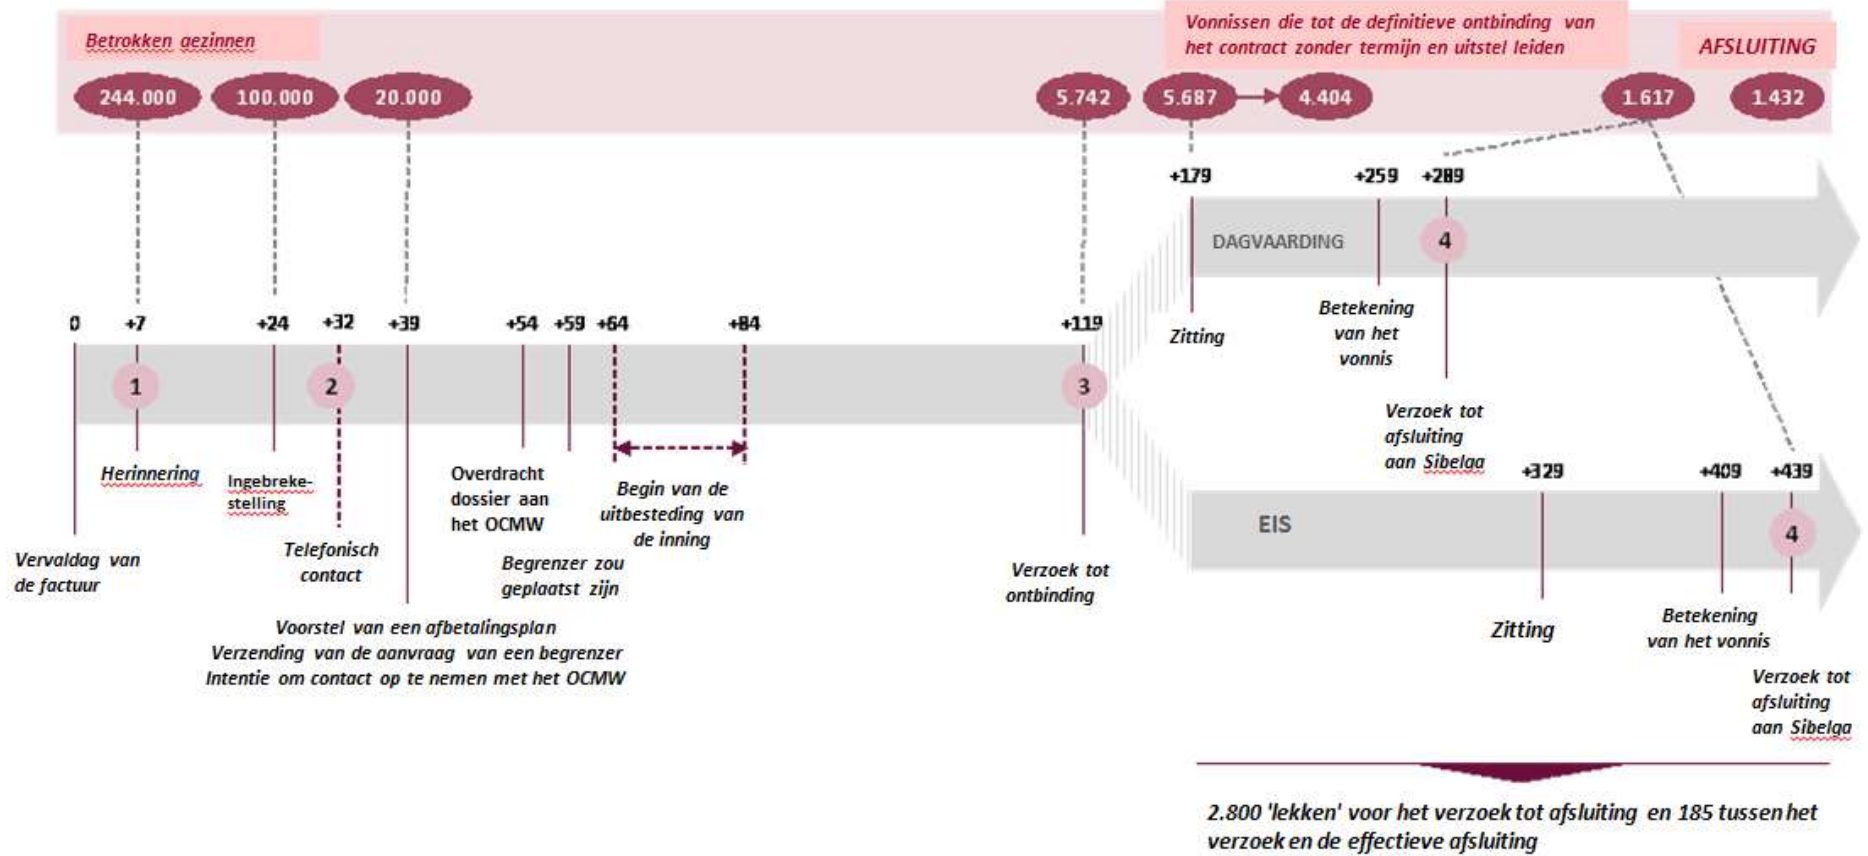 Betrokken gezinnen
Vonnissen die tot de definitieve ontbinding van
het contract zonder termijn en uitstel leiden
AFSLUITING
244.000
100.000
20.000
5.742
5.687
4.404
1.617
1.432
+179
+259
+289
DAGVAARDING
4
Zitting
Betekening
van het
vonnis
Verzoek tot
afsluiting
aan Sibelga
0
+7
+24
+32
+39
+54
+59
+64
+84
+119
1
2
3
Herinnering
Ingebreke-
stelling
Telefonisch
contact
Vervaldag van
de factuur
Overdracht
dossier aan
het OCMW
Begrenzer zou
geplaatst zijn
Begin van de
uitbesteding van
de inning
Verzoek tot
ontbinding
Voorstel van een afbetalingsplan
Verzending van de aanvraag van een begrenzer
Intentie om contact op te nemen met het OCMW
+329
+409
+439
EIS
4
Zitting
Betekening
van het vonnis
Verzoek tot
afsluiting
aan Sibelga
2.800 'lekken' voor het verzoek tot afsluiting en 185 tussen het
verzoek en de effectieve afsluiting